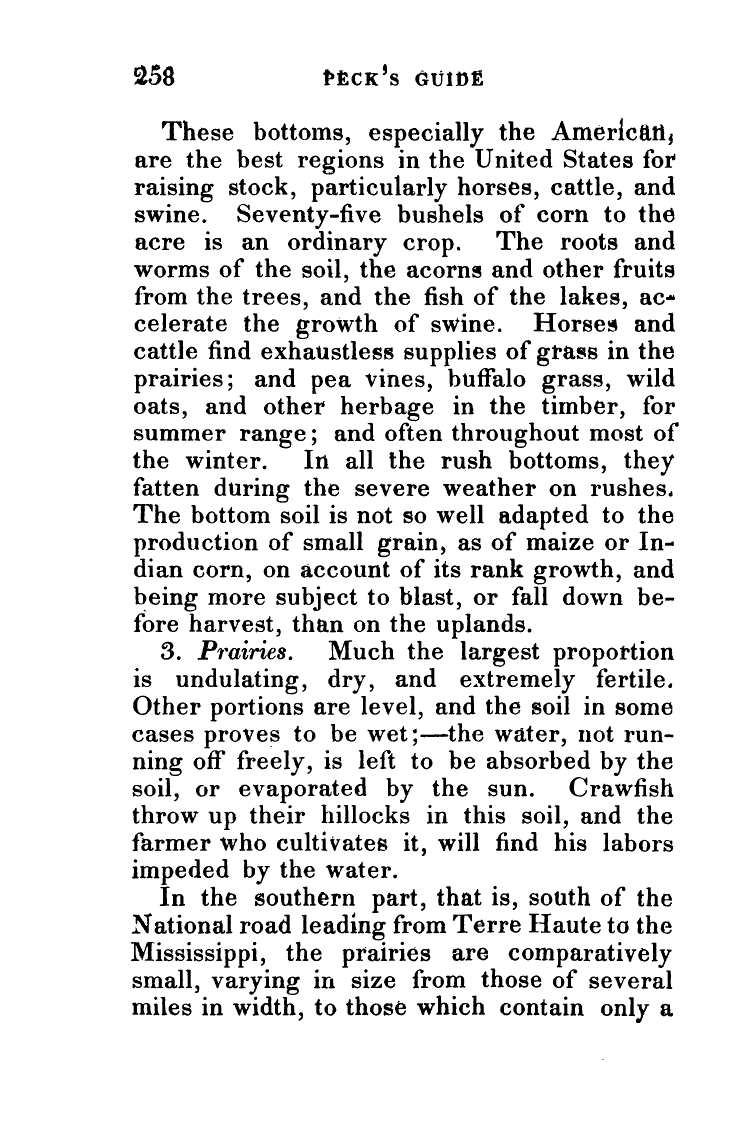 258 PECK'S GUIDE
These bottoms, especially the American,
are the best regions in the United States for
raising stock, particularly horses, cattle, and
swine. Seventy-five bushels of corn to the
acre is an ordinary crop. The roots and
worms of the soil, the acorns and other fruits
from the trees, and the fish of the lakes, ac-
celerate the growth of swine. Horses and
cattle find exhaustless supplies of grass in the
prairies; and pea vines, buffalo grass, wild
oats, and other herbage in the timber, for
summer range; and often throughout most of
the winter. In all the rush bottoms, they
fatten during the severe weather on rushes.
The bottom soil is not so well adapted to the
production of small grain, as of maize or In-
dian corn, on account of its rank growth, and
being more subject to blast, or fall down be-
fore harvest, than on the uplands.
3. Prairies. Much the largest proportion
is undulating, dry, and extremely fertile.
Other portions are level, and the soil in some
cases proves to be wet;—the water, not run-
ning off freely, is left to be absorbed by the
soil, or evaporated by the sun. Crawfish
throw up their hillocks in this soil, and the
farmer who cultivates it, will find his labors
impeded by the water.
In the southern part, that is, south of the
National road leading from Terre Haute to the
Mississippi, the prairies are comparatively
small, varying in size from those of several
miles in width, to those which contain only a